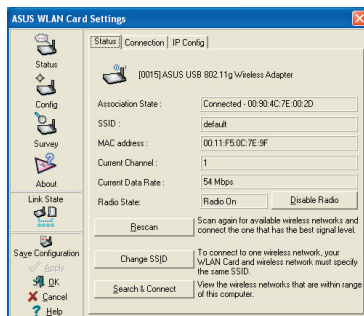 ASUS WLAN Card Settings
Status
Config
Survey
About
Link State
Save Configuration
Apply
OK
Cancel
Help
Status Connection IP Config
[0015] ASUS USB 802.11g Wireless Adapter
Association State : Connected - 00:90:4C:7E:00:2D
SSID : default
MAC address : 00:11:F5:0C:7E:9F
Current Channel : 1
Current Data Rate : 54 Mbps
Radio State: Radio On Disable Radio
Rescan Scan again for available wireless networks and
connect the one that has the best signal level.
Change SSID To connect to one wireless network, your
WLAN Card and wireless network must specify
the same SSID.
Search & Connect View the wireless networks that are within range
of this computer.